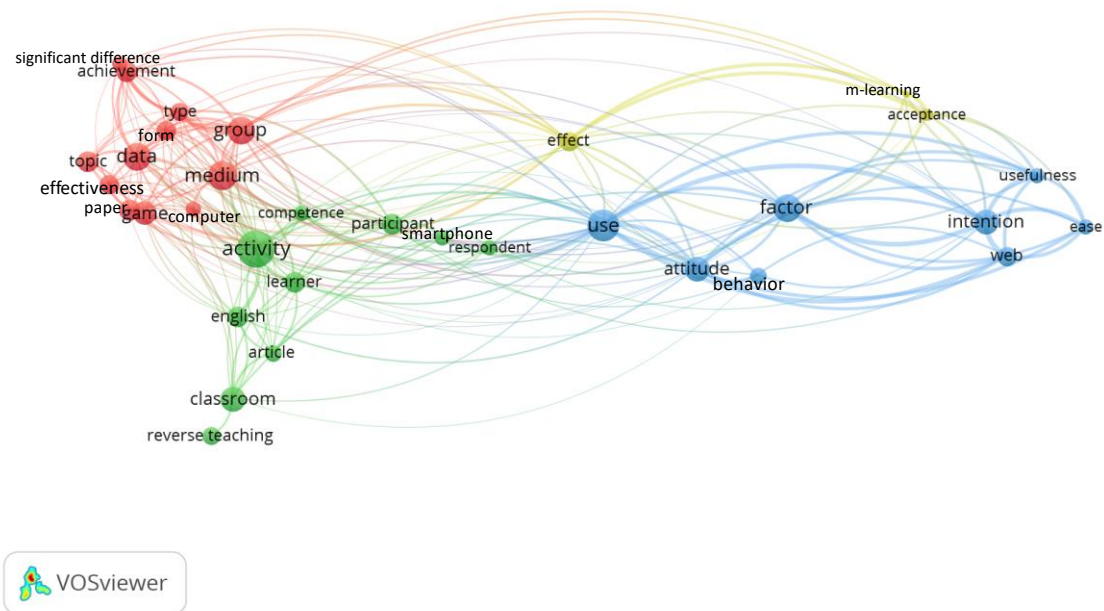 significant difference
achievement
m-learning
type
acceptance
form
group
effect
topic
data
medium
usefulness
effectiveness
paper
game
computer
competence
participant
use
factor
intention
ease
smartphone
respondent
activity
web
learner
attitude
behavior
english
article
classroom
reverse teaching
VOSviewer